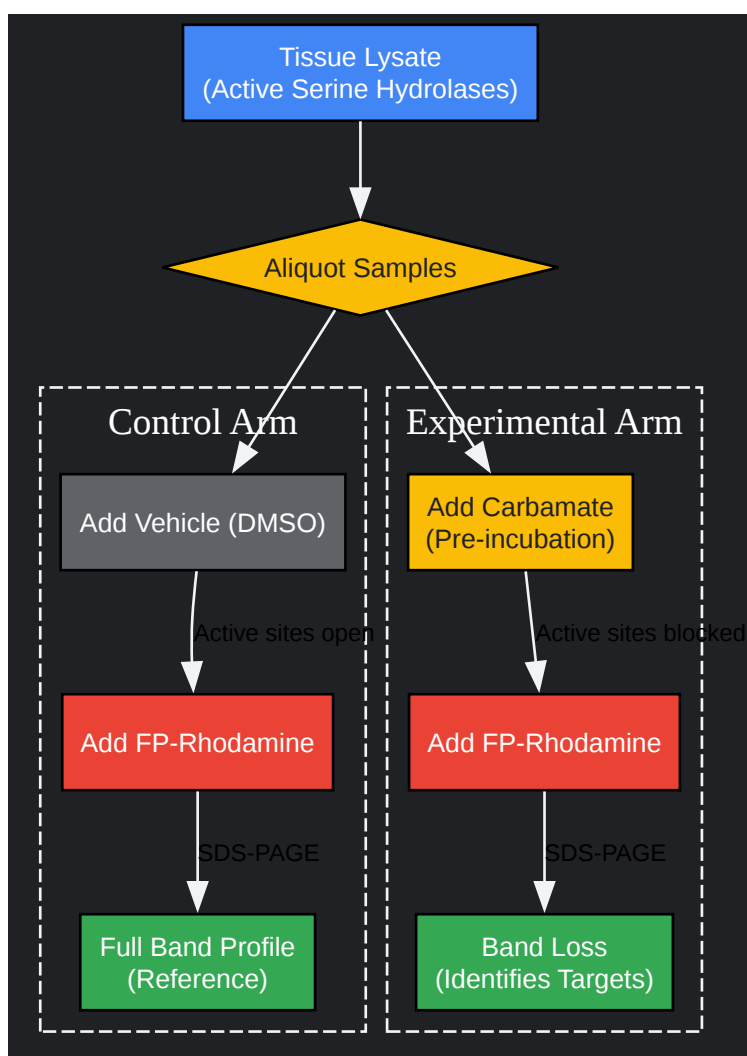 Tissue Lysate
(Active Serine Hydrolases)
Aliquot Samples
Control Arm
Add Vehicle (DMSO)
Active sites open
Add FP-Rhodamine
SDS-PAGE
Full Band Profile
(Reference)
Experimental Arm
Add Carbamate
(Pre-incubation)
Active sites blocked
Add FP-Rhodamine
SDS-PAGE
Band Loss
(Identifies Targets)